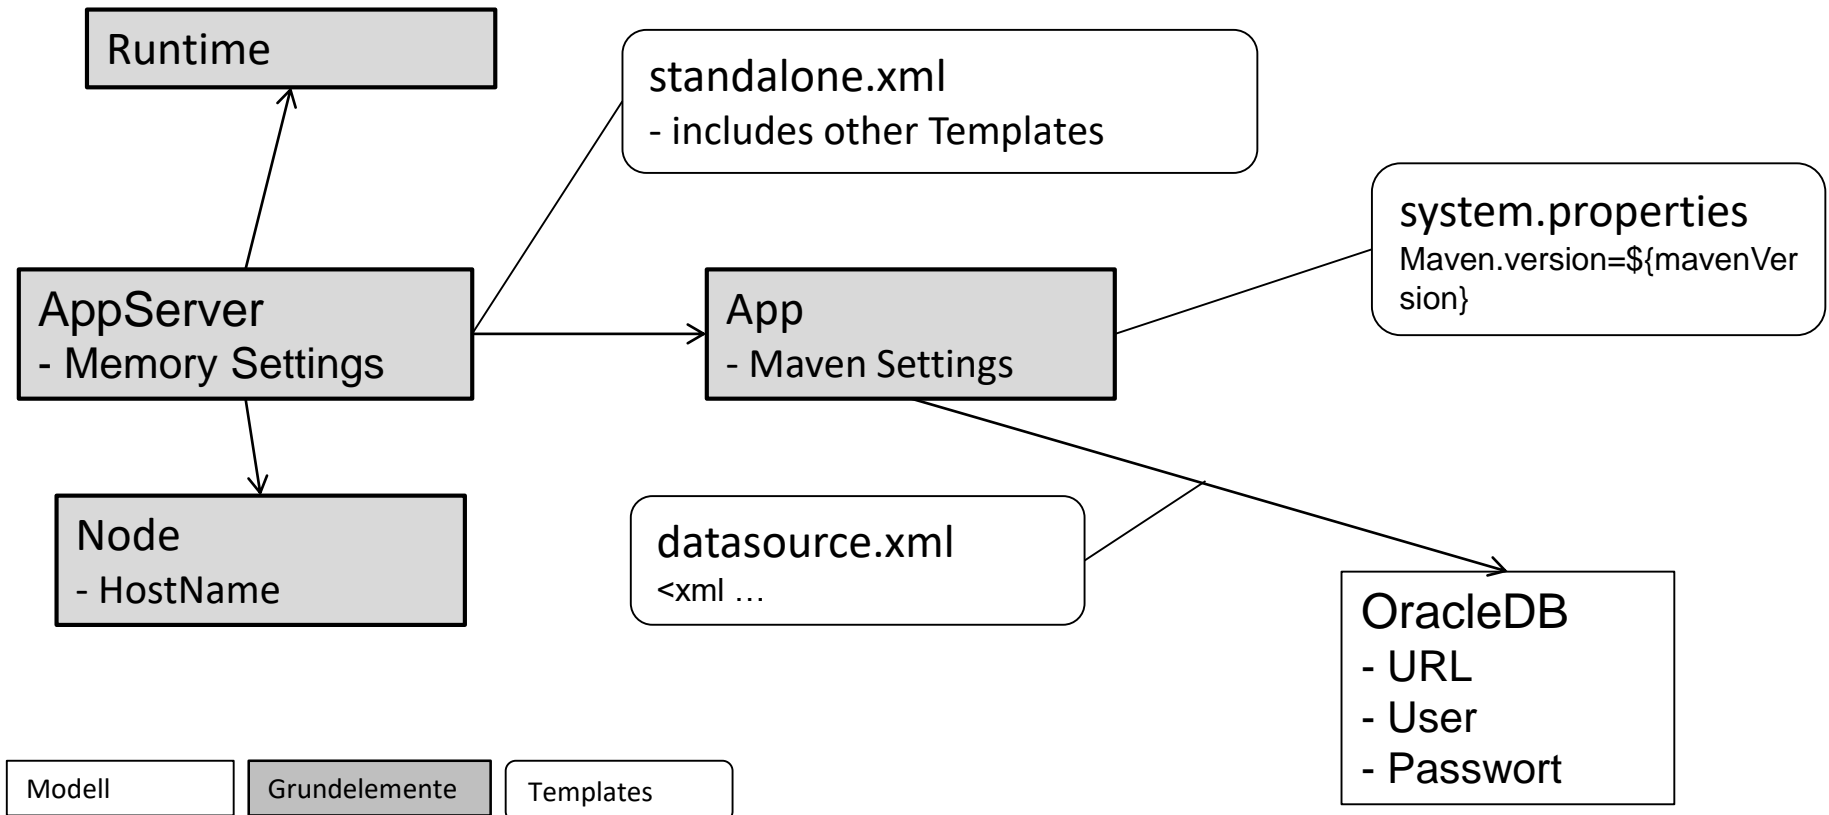 Runtime
standalone.xml
- includes other Templates
system.properties
Maven.version=${mavenVer
sion}
AppServer
- Memory Settings
App
- Maven Settings
Node
- HostName
datasource.xml
<xml …
OracleDB
- URL
- User
- Passwort
Modell
Grundelemente
Templates